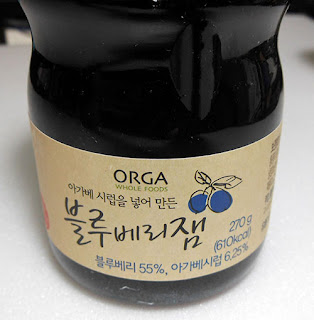 ORGA
WHOLE FOODS
아가베 시럽을 넣어 만든
블루베리잼
270g
(610kcal)
블루베리 55%, 아가베시럽 6.25%